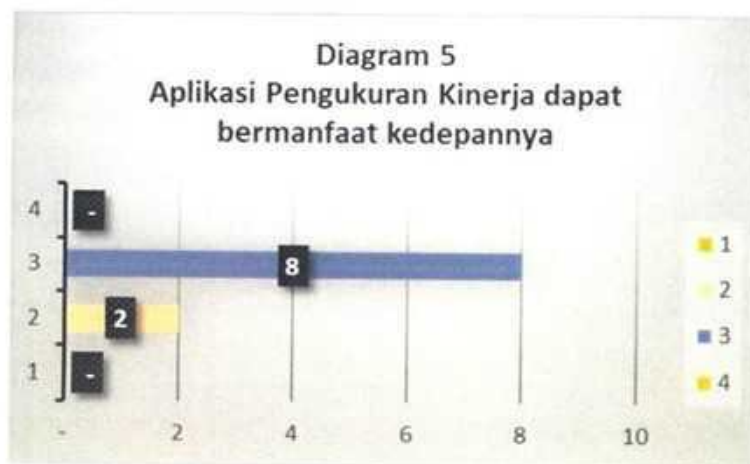 Diagram 5
Aplikasi Pengukuran Kinerja dapat
bermanfaat kedepannya
4 -
3 8
2 2
1 -
- 2 4 6 8 10
1
2
3
4